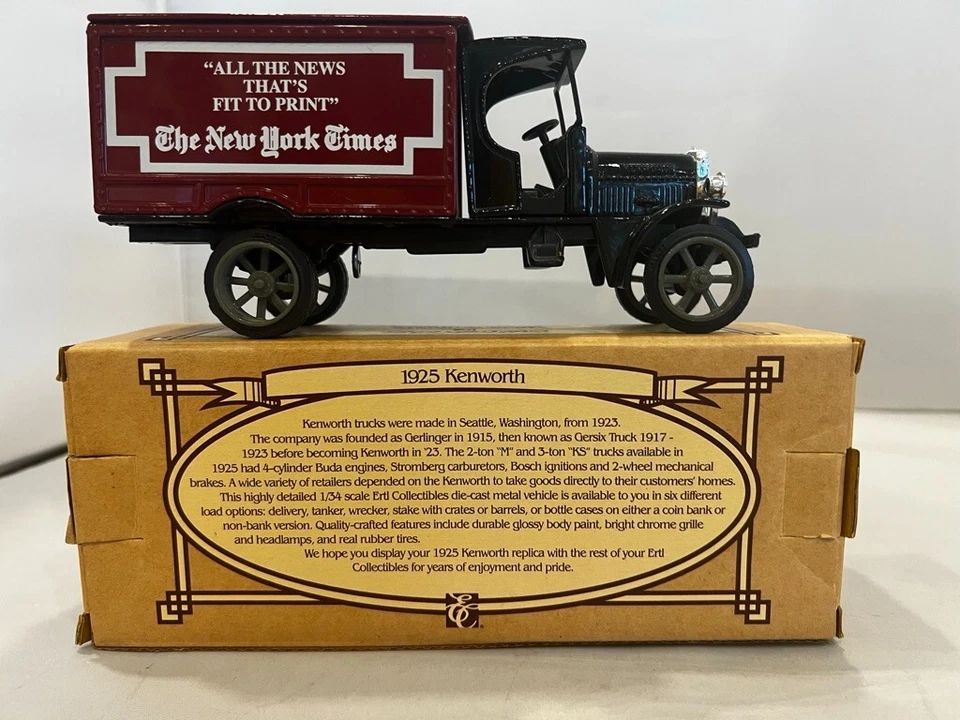 “ALL THE NEWS
THAT’S
FIT TO PRINT”
The New York Times
1925 Kenworth
Kenworth trucks were made in Seattle, Washington, from 1923.
The company was founded as Gerlinger in 1915, then known as Gersix Truck 1917 -
1923 before becoming Kenworth in ’23. The 2-ton “M” and 3-ton “KS” trucks available in
1925 had 4-cylinder Buda engines, Stromberg carburetors, Bosch ignitions and 2-wheel mechanical
brakes. A wide variety of retailers depended on the Kenworth to take goods directly to their customers’ homes.
This highly detailed 1/34 scale Ertl Collectibles die-cast metal vehicle is available to you in six different
load options: delivery, tanker, wrecker, stake with crates or barrels, or bottle cases on either a coin bank or
non-bank version. Quality-crafted features include durable glossy body paint, bright chrome grille
and headlamps, and real rubber tires.
We hope you display your 1925 Kenworth replica with the rest of your Ertl
Collectibles for years of enjoyment and pride.
EC®